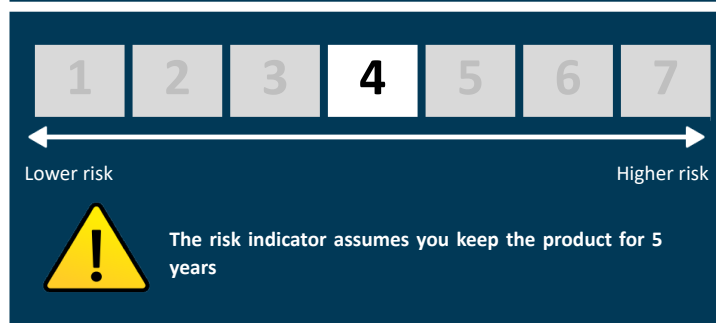 1 2 3 4 5 6 7
Lower risk Higher risk
The risk indicator assumes you keep the product for 5
years